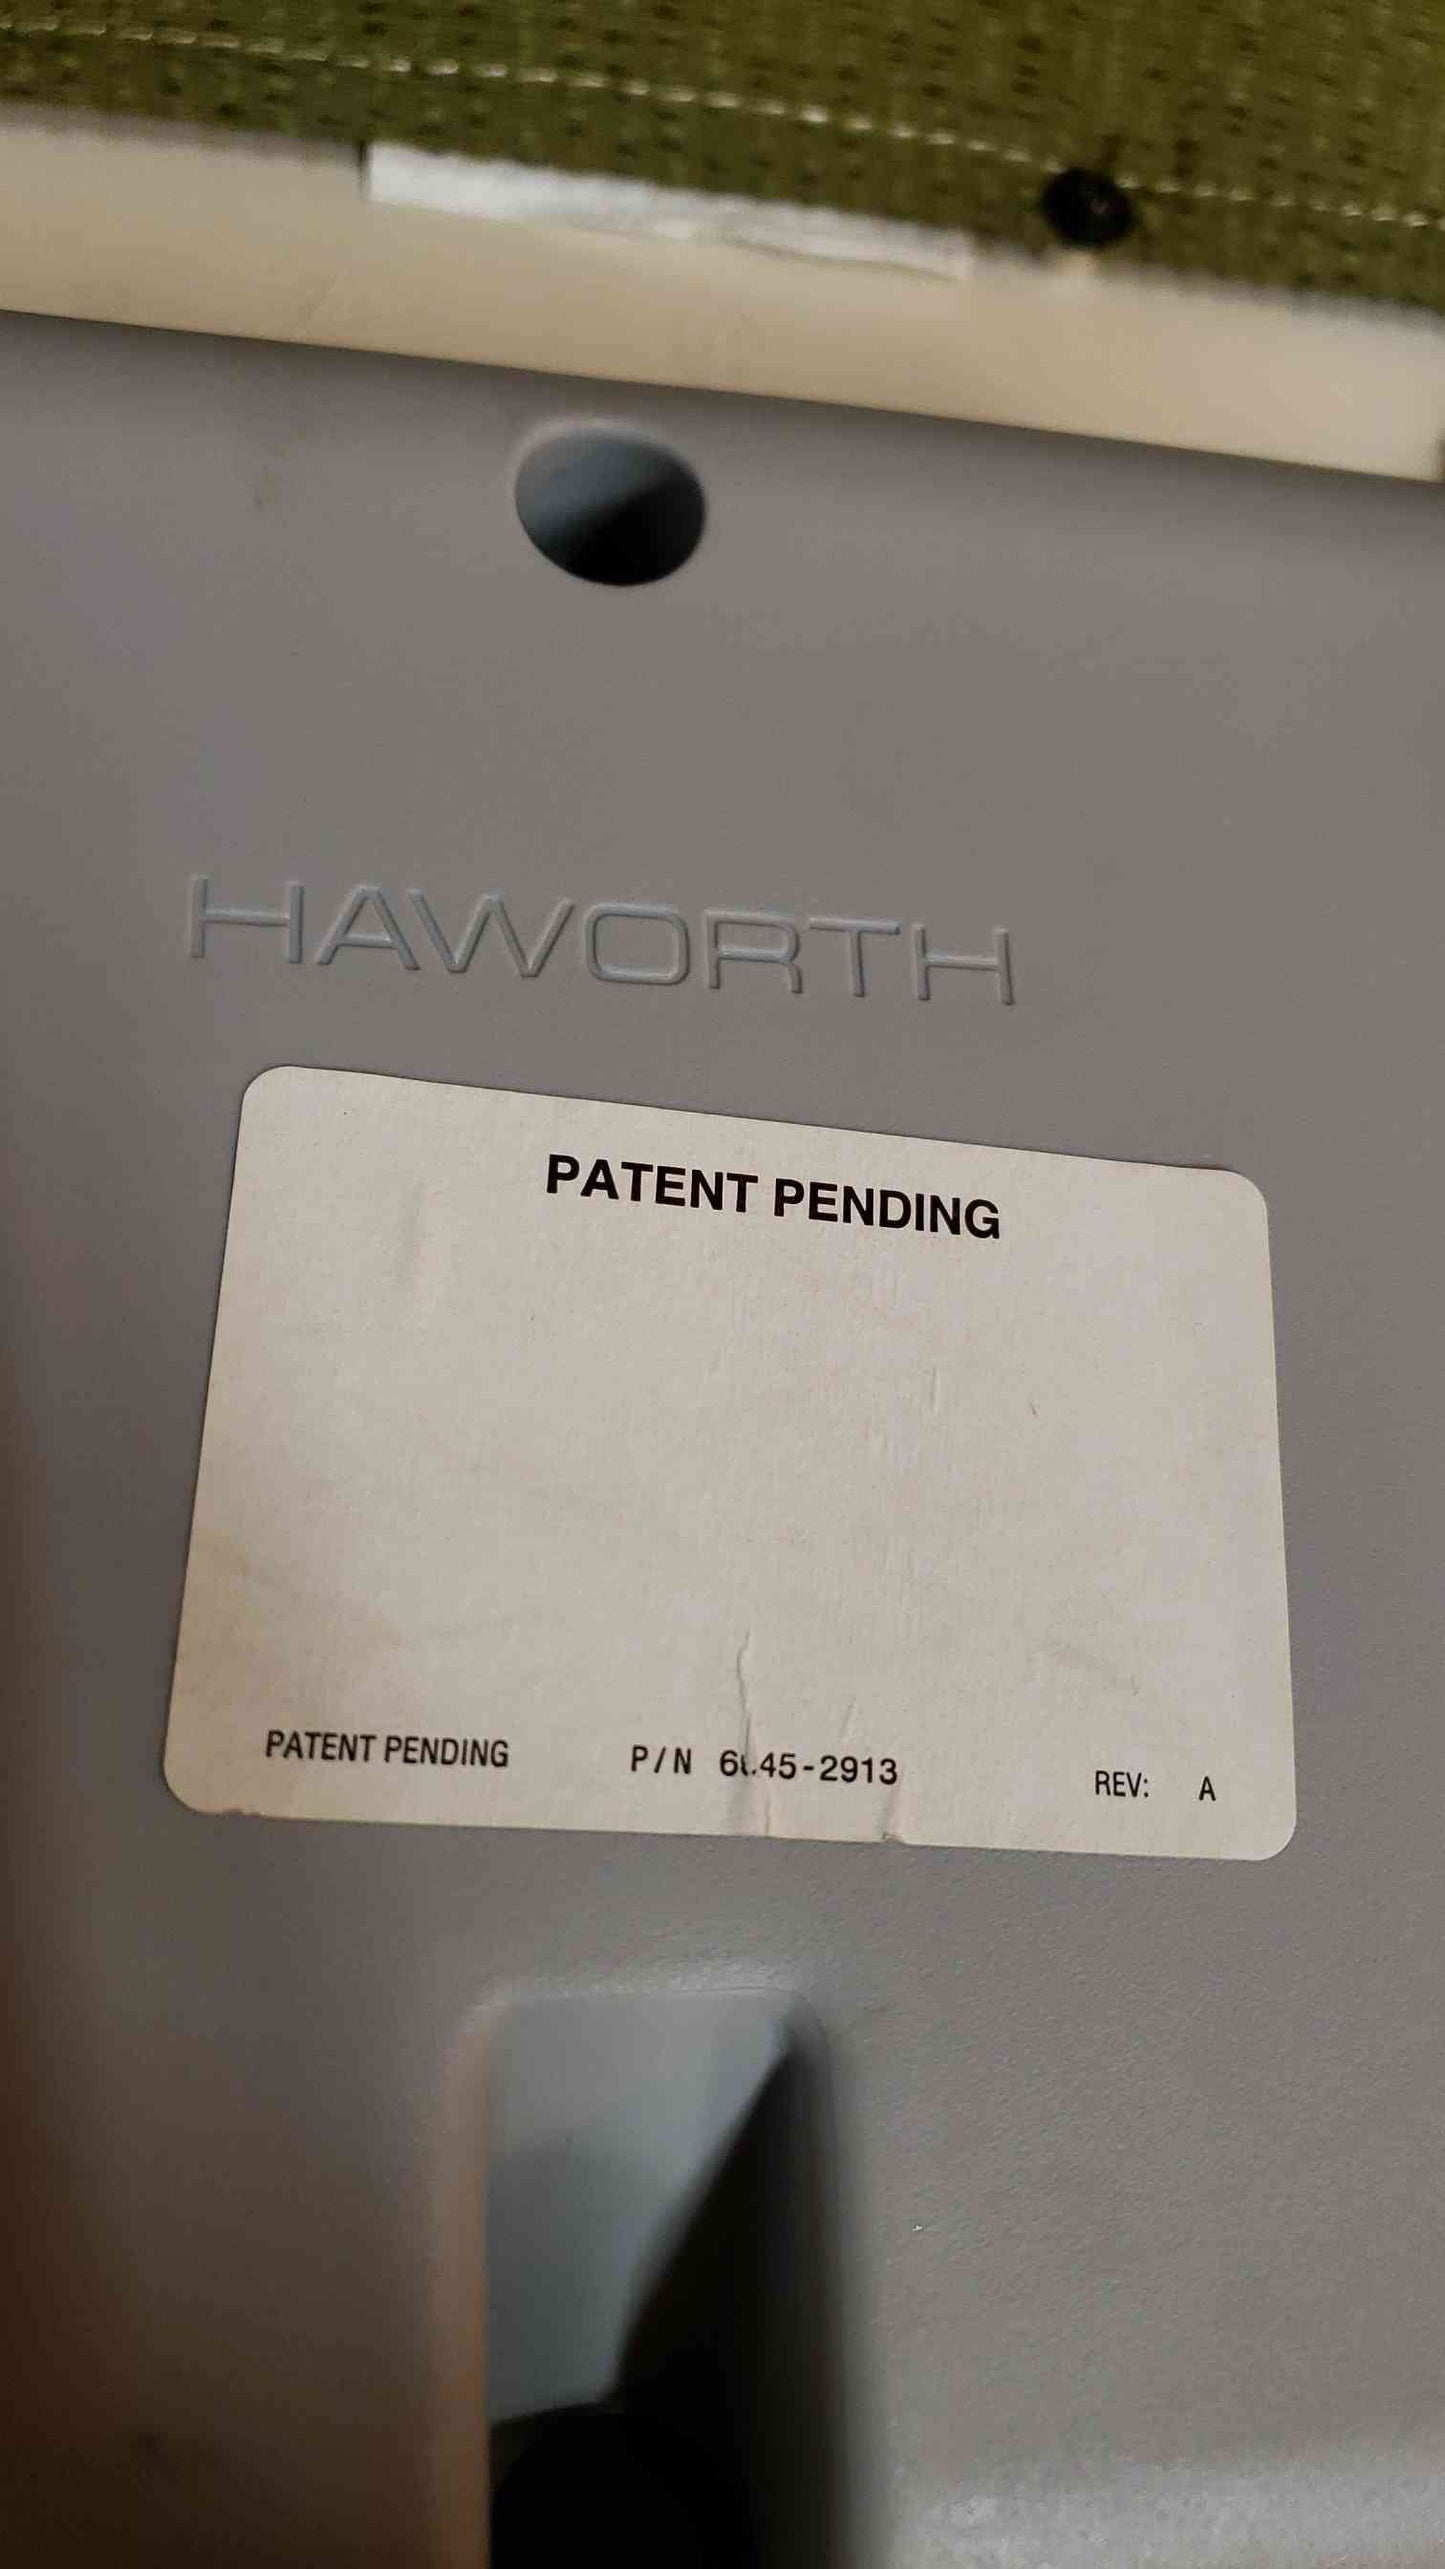 HAWORTH
PATENT PENDING
PATENT PENDING P/N REV: A